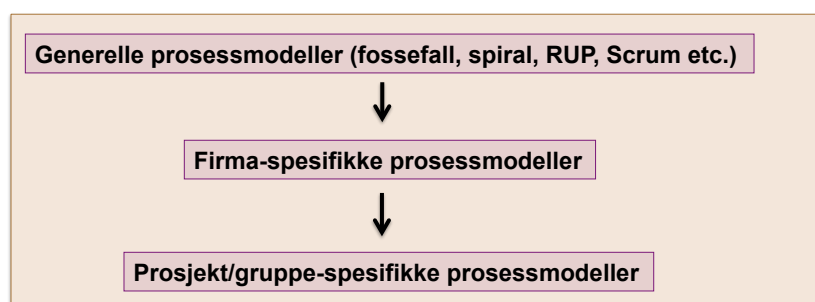 Generelle prosessmodeller (fossefall, spiral, RUP, Scrum etc.)
Firma-spesifikke prosessmodeller
Prosjekt/gruppe-spesifikke prosessmodeller